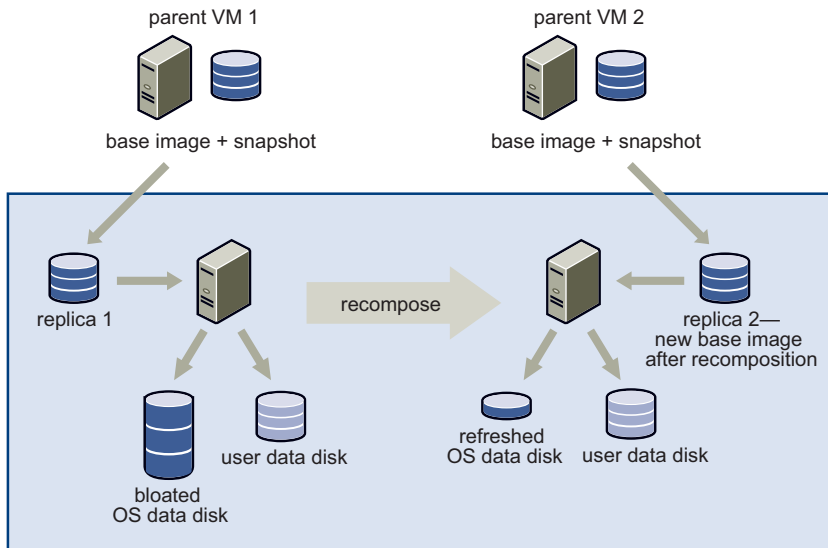 parent VM 1
parent VM 2
base image + snapshot
base image + snapshot
replica 1
recompose
replica 2—
new base image
after recomposition
bloated
OS data disk
user data disk
refreshed
OS data disk
user data disk